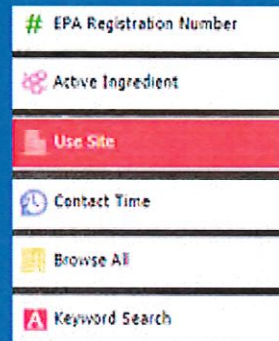 # EPA Registration Number
Active Ingredient
Use Site
Contact Time
Browse All
A Keyword Search